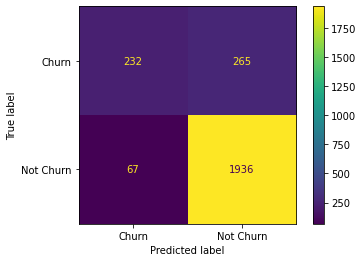 1750
Churn 232 265
1500
1250
1000
True label
750
Not Churn 67 1936
500
250
Churn Not Churn
Predicted label